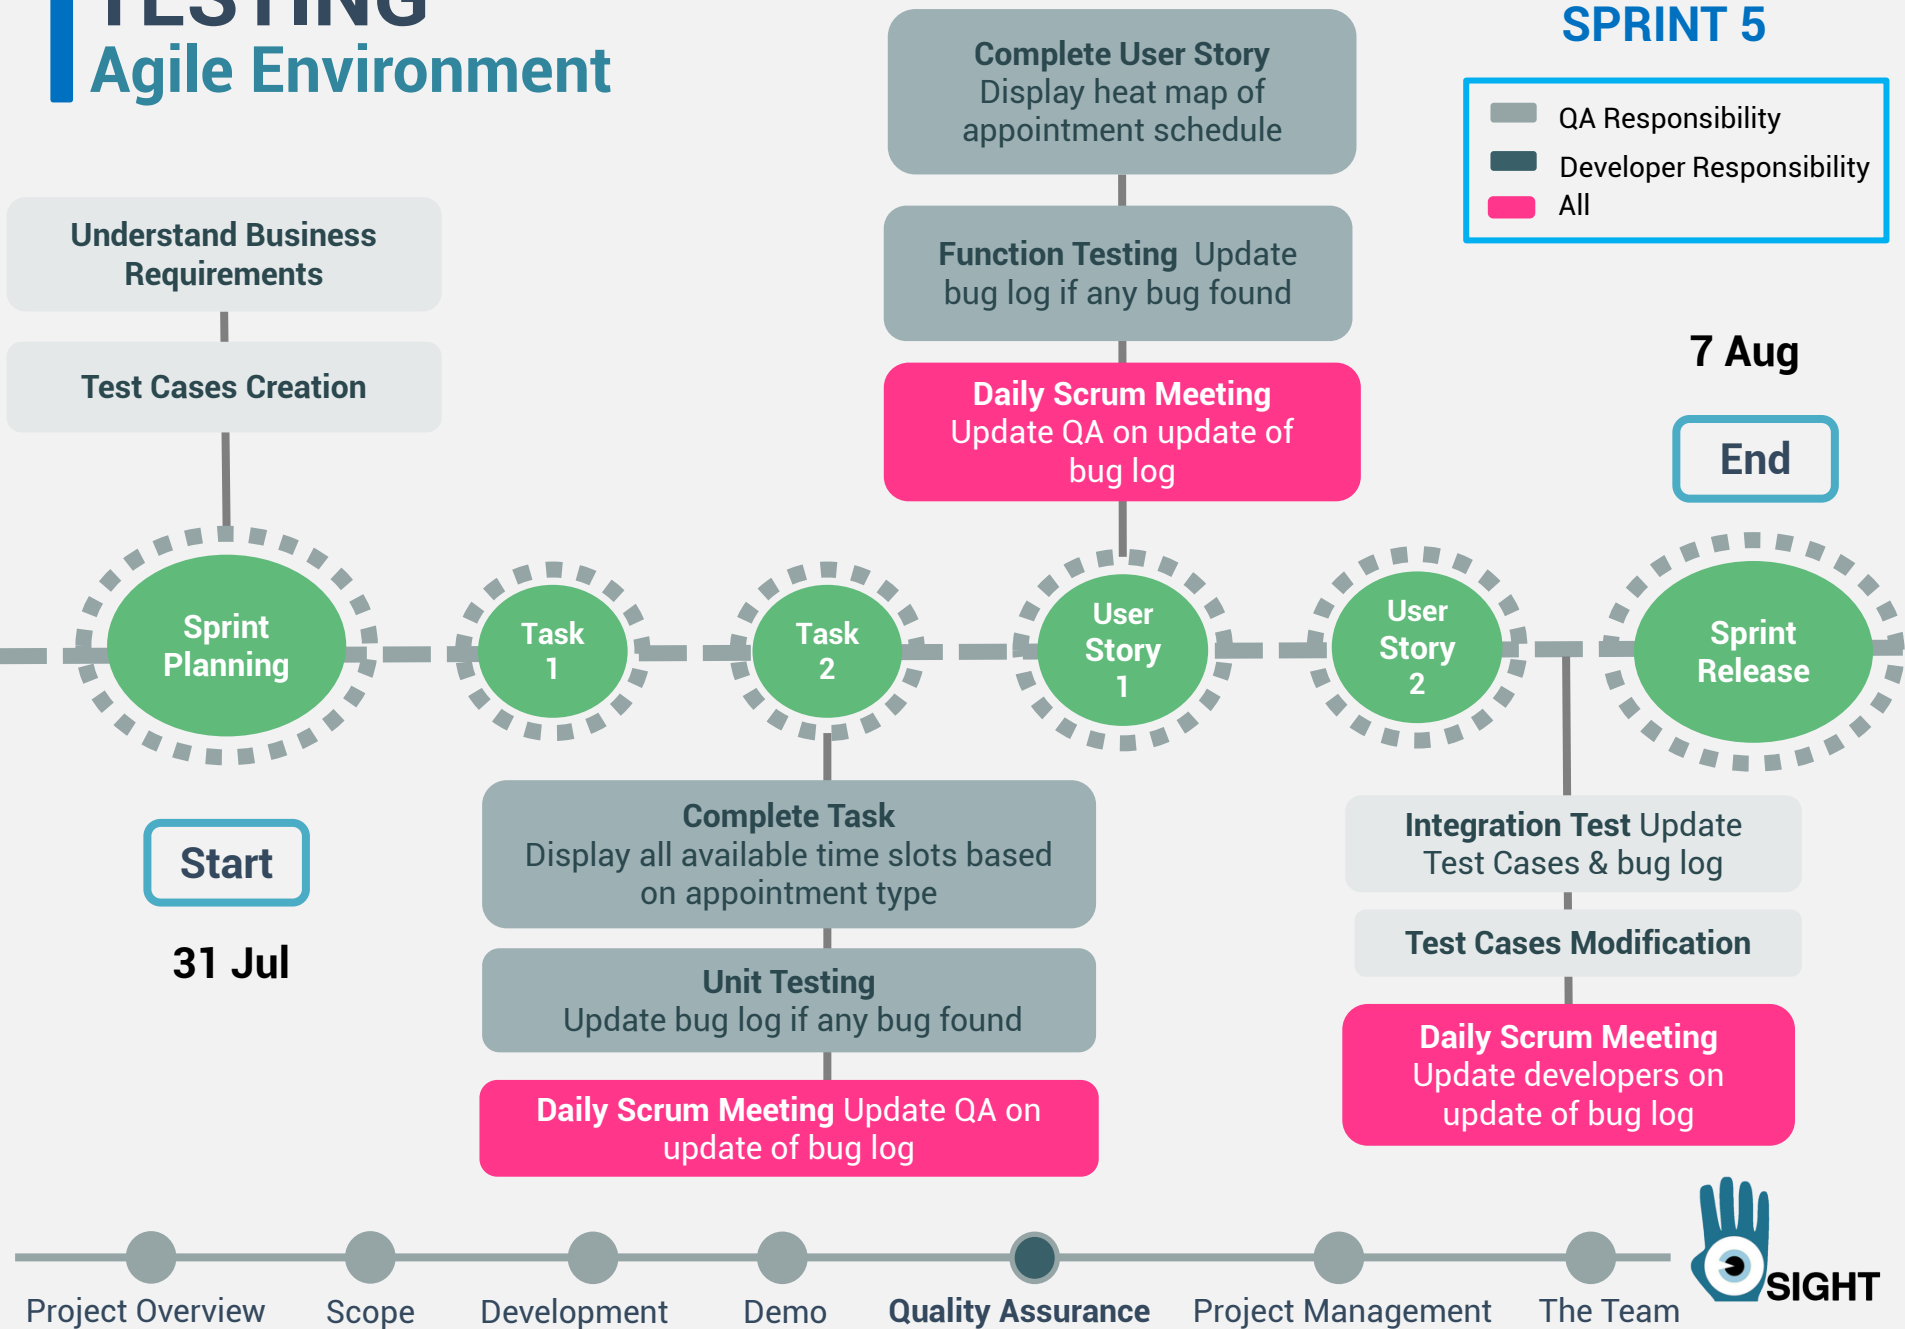 TESTING
Agile Environment
SPRINT 5
QA Responsibility
Developer Responsibility
All
Complete User Story
Display heat map of
appointment schedule
Function Testing Update
bug log if any bug found
Daily Scrum Meeting
Update QA on update of
bug log
Understand Business
Requirements
Test Cases Creation
7 Aug
End
Sprint
Planning
Task
1
Task
2
User
Story
1
User
Story
2
Sprint
Release
Start
31 Jul
Complete Task
Display all available time slots based
on appointment type
Unit Testing
Update bug log if any bug found
Daily Scrum Meeting Update QA on
update of bug log
Integration Test Update
Test Cases & bug log
Test Cases Modification
Daily Scrum Meeting
Update developers on
update of bug log
Project Overview
Scope
Development
Demo
Quality Assurance
Project Management
The Team
SIGHT